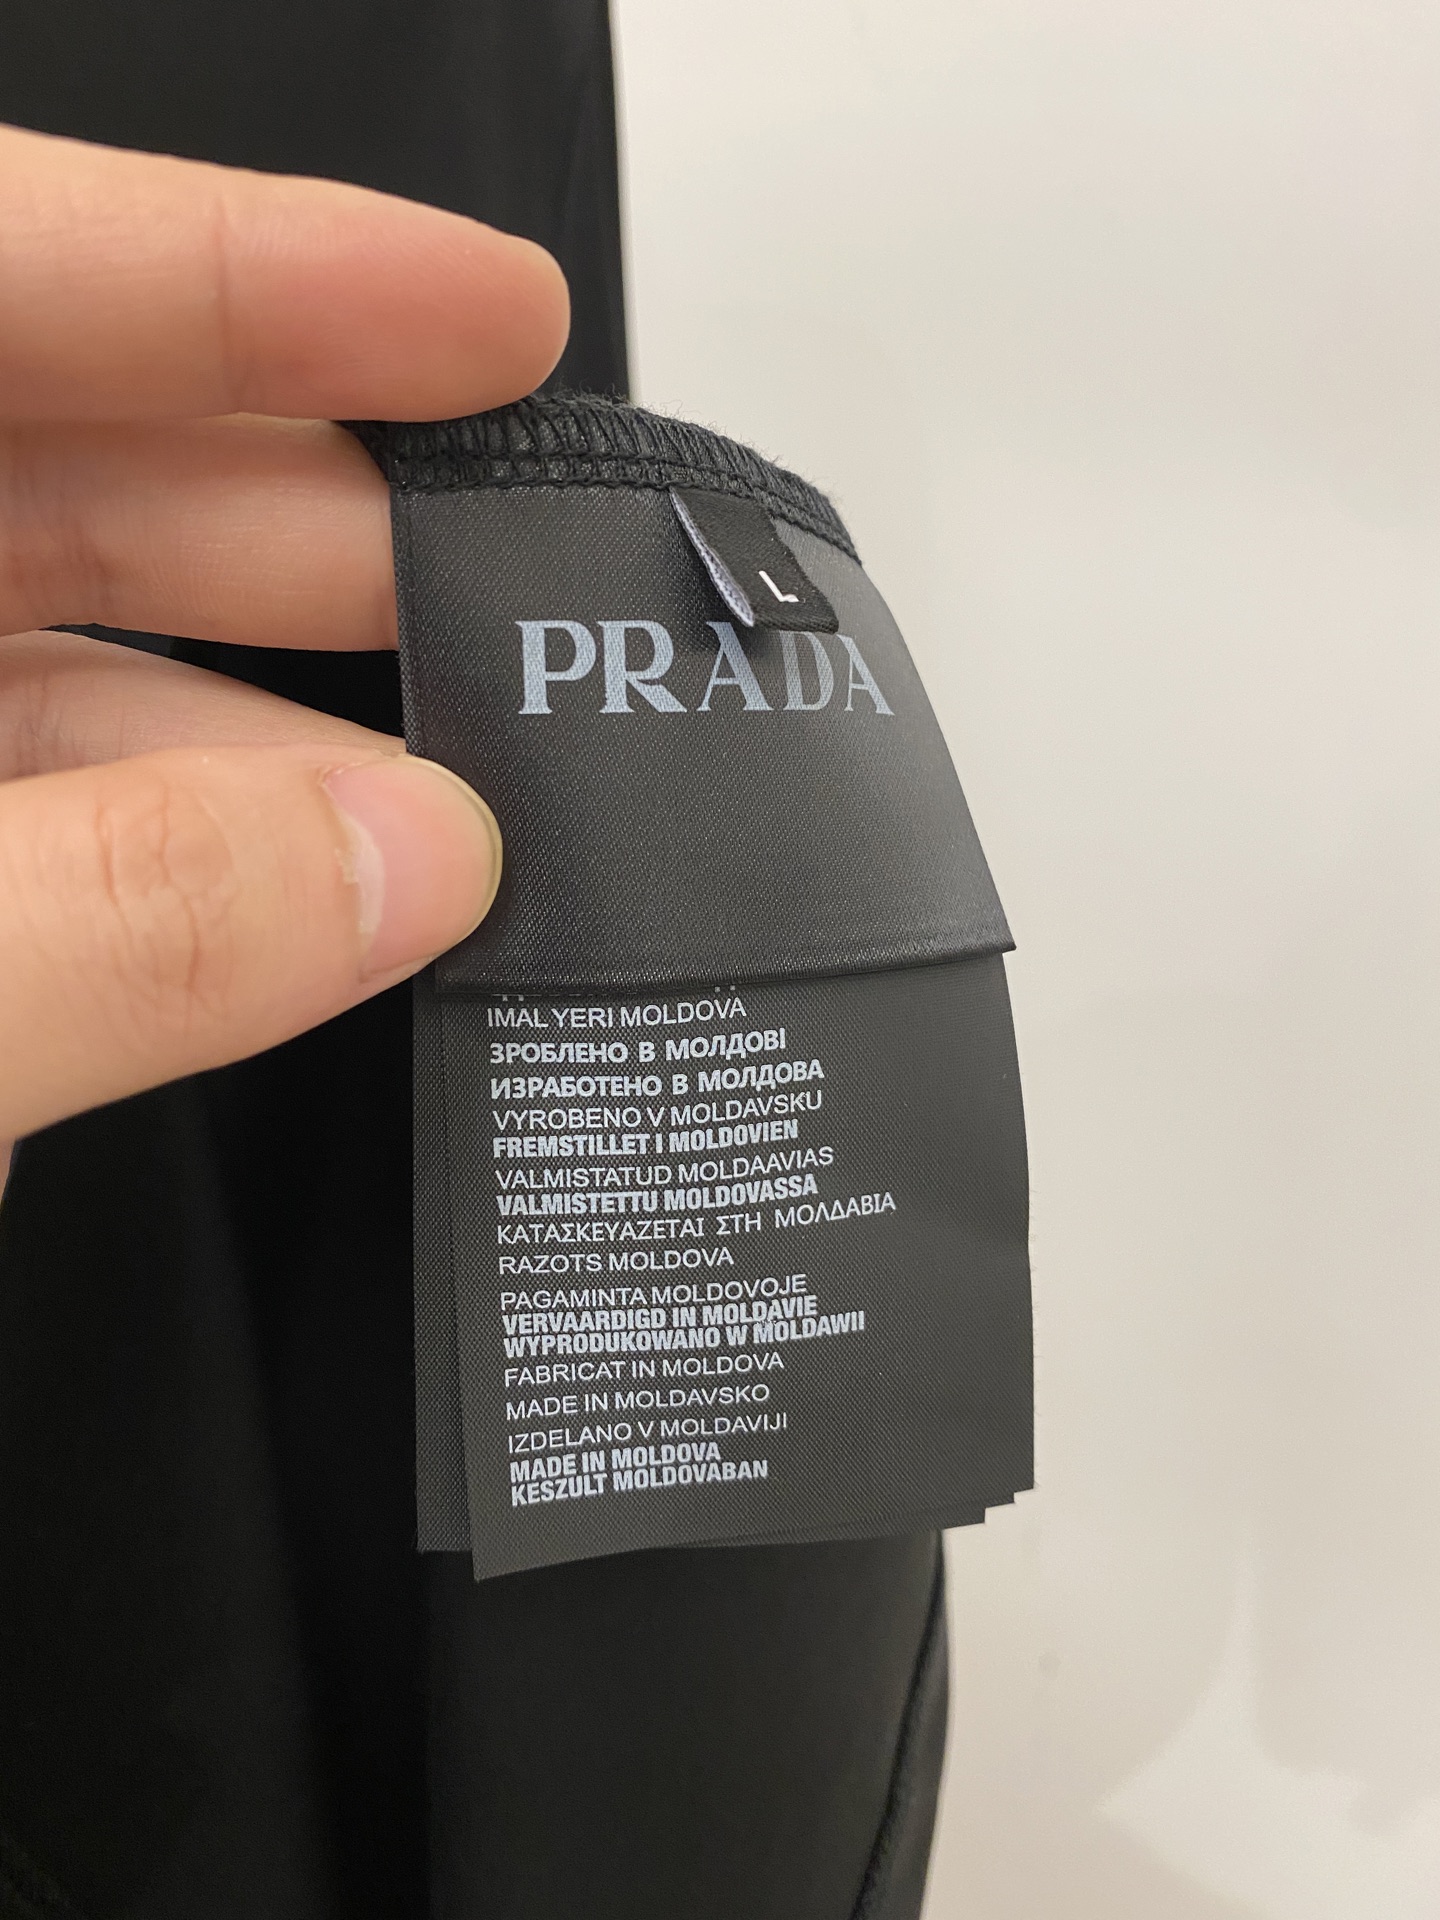 L
PRADA
IMAL YERI MOLDOVA
ЗРОБЛЕНО В МОЛДОВІ
ИЗРАБОТЕНО В МОЛДОВА
VYROBENO V MOLDAVSKU
FREMSTILLET I MOLDOVIEN
VALMISTATUD MOLDAAVIAS
VALMISTETTU MOLDOVASSA
ΚΑΤΑΣΚΕΥΑΖΕΤΑΙ ΣΤΗ ΜΟΛΔΑΒΙΑ
RAZOTS MOLDOVA
PAGAMINTA MOLDOVOJE
VERVAARDIGD IN MOLDAVIE
WYPRODUKOWANO W MOLDAWII
FABRICAT IN MOLDOVA
MADE IN MOLDAVSKO
IZDELANO V MOLDAVIJI
MADE IN MOLDOVA
KESZULT MOLDOVABAN